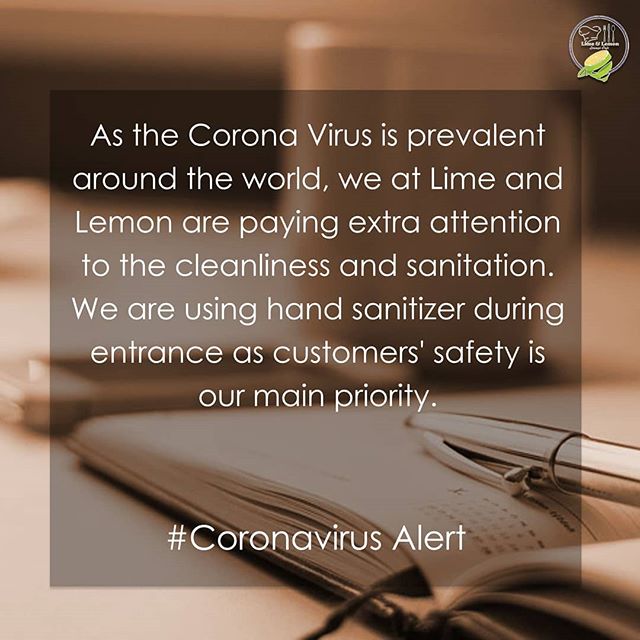 Lime & Lemon
As the Corona Virus is prevalent
around the world, we at Lime and
Lemon are paying extra attention
to the cleanliness and sanitation.
We are using hand sanitizer during
entrance as customers' safety is
our main priority.
#Coronavirus Alert